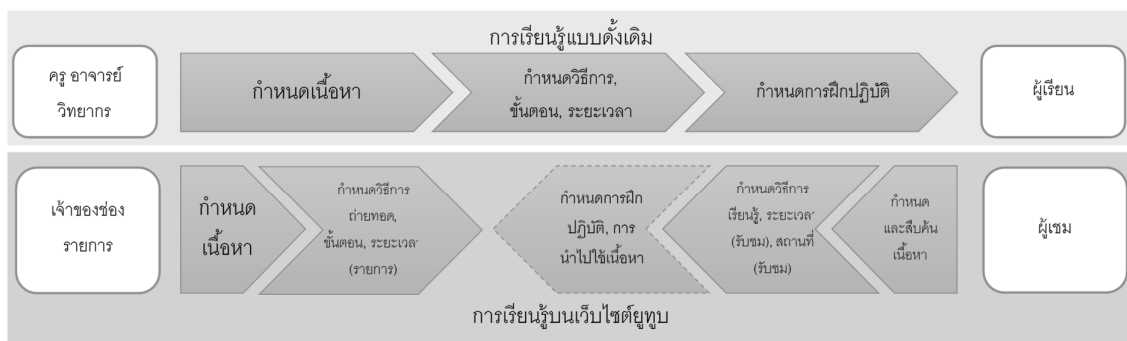 การเรียนรู้แบบดั้งเดิม
ครู อาจารย์
วิทยากร
กำหนดเนื้อหา
กำหนดวิธีการ,
ขั้นตอน, ระยะเวลา
กำหนดการฝึกปฏิบัติ
ผู้เรียน
เจ้าของช่อง
รายการ
กำหนด
เนื้อหา
กำหนดวิธีการ
ถ่ายทอด,
ขั้นตอน, ระยะเวลา
(รายการ)
กำหนดการฝึก
ปฏิบัติ, การ
นำไปใช้เนื้อหา
กำหนดวิธีการ
เรียนรู้, ระยะเวลา
(รับชม), สถานที่
(รับชม)
กำหนด
และสืบค้น
เนื้อหา
ผู้เชม
การเรียนรู้บนเว็บไซต์ยูทูบ